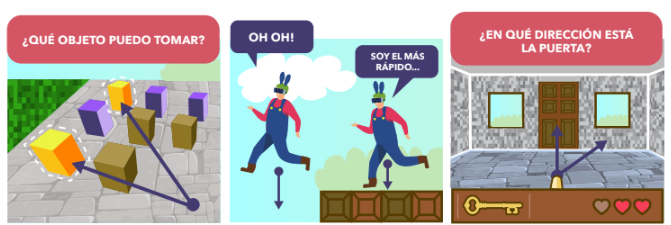 ¿QUÉ OBJETO PUEDO TOMAR?
OH OH!
SOY EL MÁS
RÁPIDO...
¿EN QUÉ DIRECCIÓN ESTÁ
LA PUERTA?